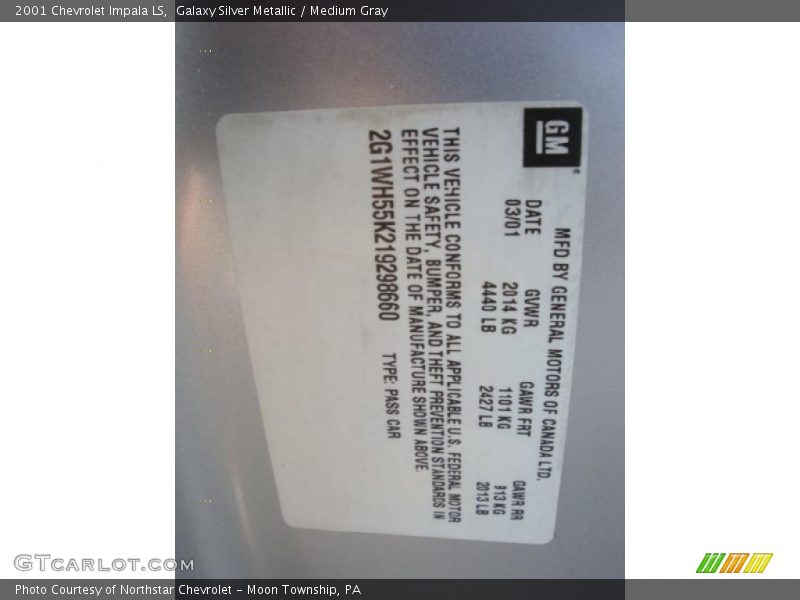 2001 Chevrolet Impala LS, Galaxy Silver Metallic / Medium Gray
GM
MFD BY GENERAL MOTORS OF CANADA LTD.
DATE GVWR GAWR FRT GAWR RR
03/01 2014 KG 1101 KG 913 KG
4440 LB 2427 LB 2013 LB
THIS VEHICLE CONFORMS TO ALL APPLICABLE U.S. FEDERAL MOTOR
VEHICLE SAFETY, BUMPER, AND THEFT PREVENTION STANDARDS IN
EFFECT ON THE DATE OF MANUFACTURE SHOWN ABOVE.
2G1WH55K219298660 TYPE: PASS CAR
GTCARLOT.COM
Photo Courtesy of Northstar Chevrolet - Moon Township, PA